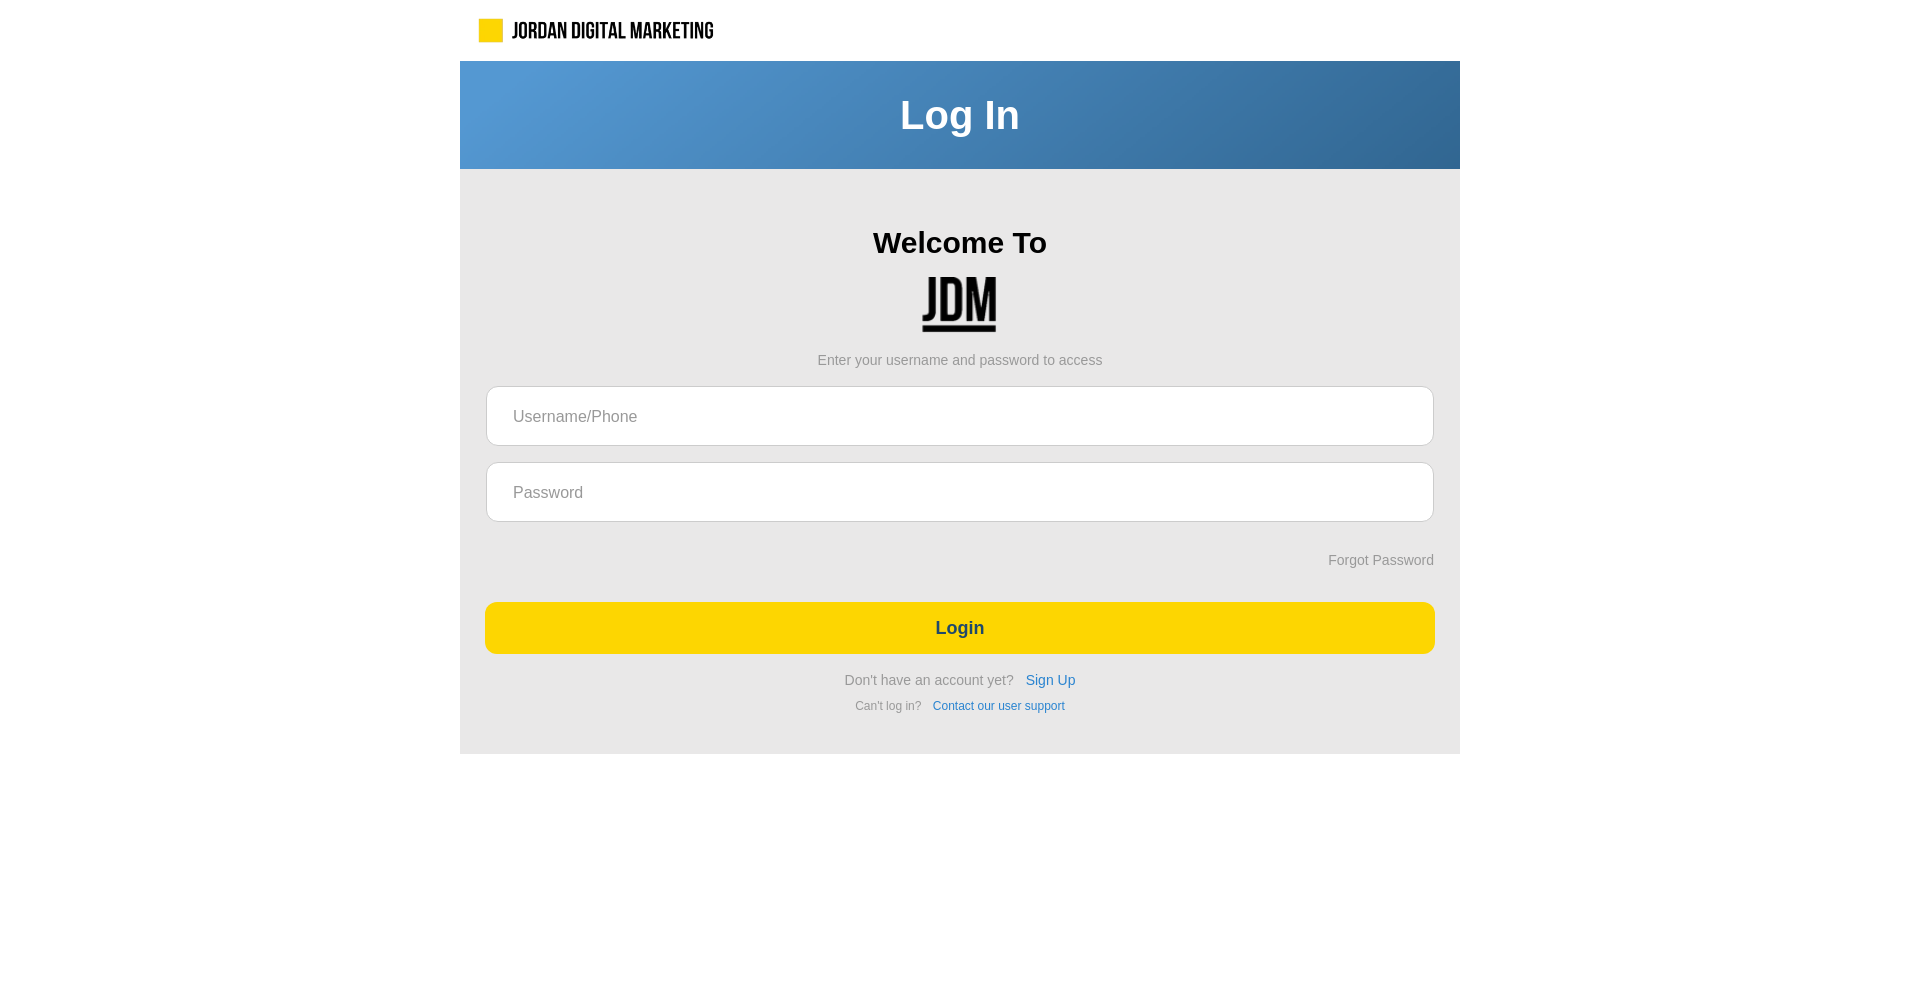 JORDAN DIGITAL MARKETING
Log In
Welcome To
JDM
Enter your username and password to access
Username/Phone
Password
Forgot Password
Login
Don't have an account yet? Sign Up
Can't log in? Contact our user support